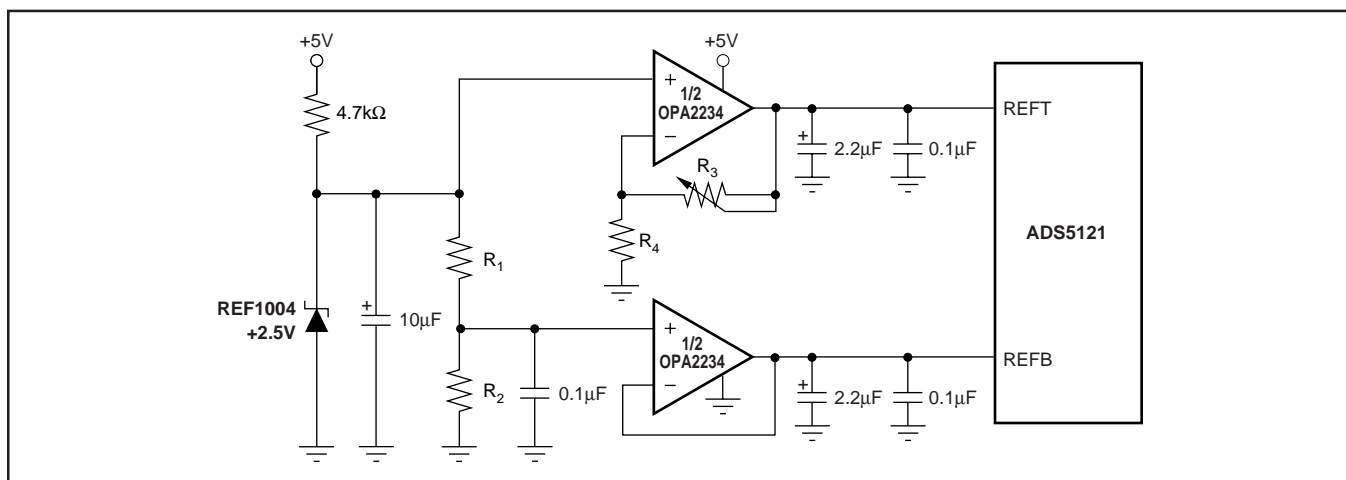 +5V
4.7kΩ
REF1004
+2.5V
10µF
R1
R2
0.1µF
+5V
+
1/2
OPA2234
–
R3
R4
2.2µF
+
0.1µF
REFT
+
1/2
OPA2234
–
2.2µF
+
0.1µF
REFB
ADS5121
+